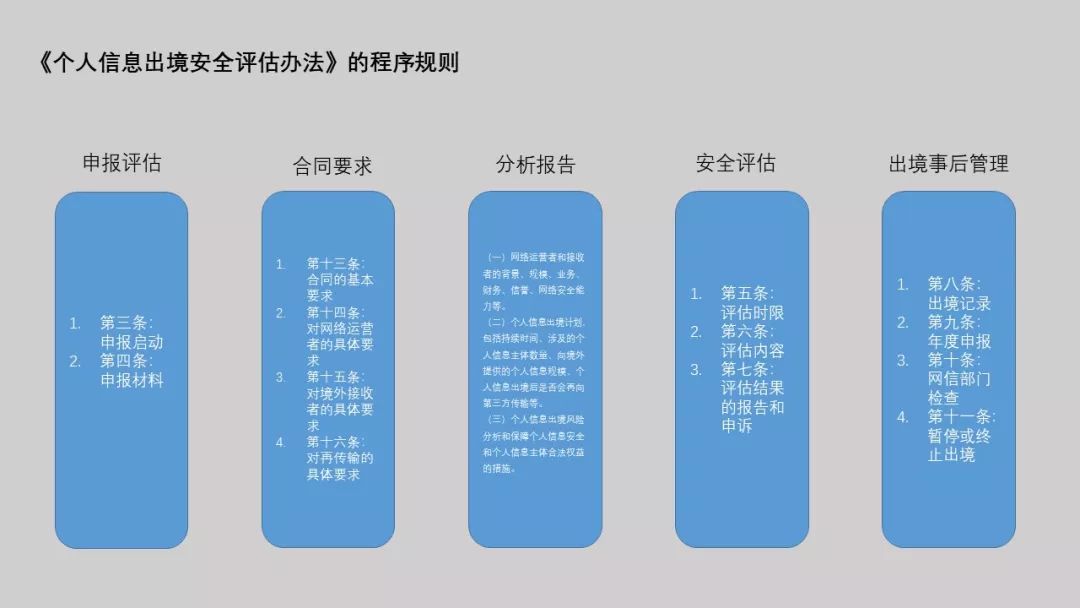 《个人信息出境安全评估办法》的程序规则
申报评估
1. 第三条：
申报启动
2. 第四条：
申报材料
合同要求
1. 第十三条：
合同的基本
要求
2. 第十四条：
对网络运营
者的具体要
求
3. 第十五条：
对境外接收
者的具体要
求
4. 第十六条：
对再传输的
具体要求
分析报告
（一）网络运营者和接收
者的背景、规模、业务、
财务、信誉、网络安全能
力等。
（二）个人信息出境计划，
包括持续时间、涉及的个
人信息主体数量、向境外
提供的个人信息规模、个
人信息出境后是否会再向
第三方传输等。
（三）个人信息出境风险
分析和保障个人信息安全
和个人信息主体合法权益
的措施。
安全评估
1. 第五条：
评估时限
2. 第六条：
评估内容
3. 第七条：
评估结果
的报告和
申诉
出境事后管理
1. 第八条：
出境记录
2. 第九条：
年度申报
3. 第十条：
网信部门
检查
4. 第十一条：
暂停或终
止出境